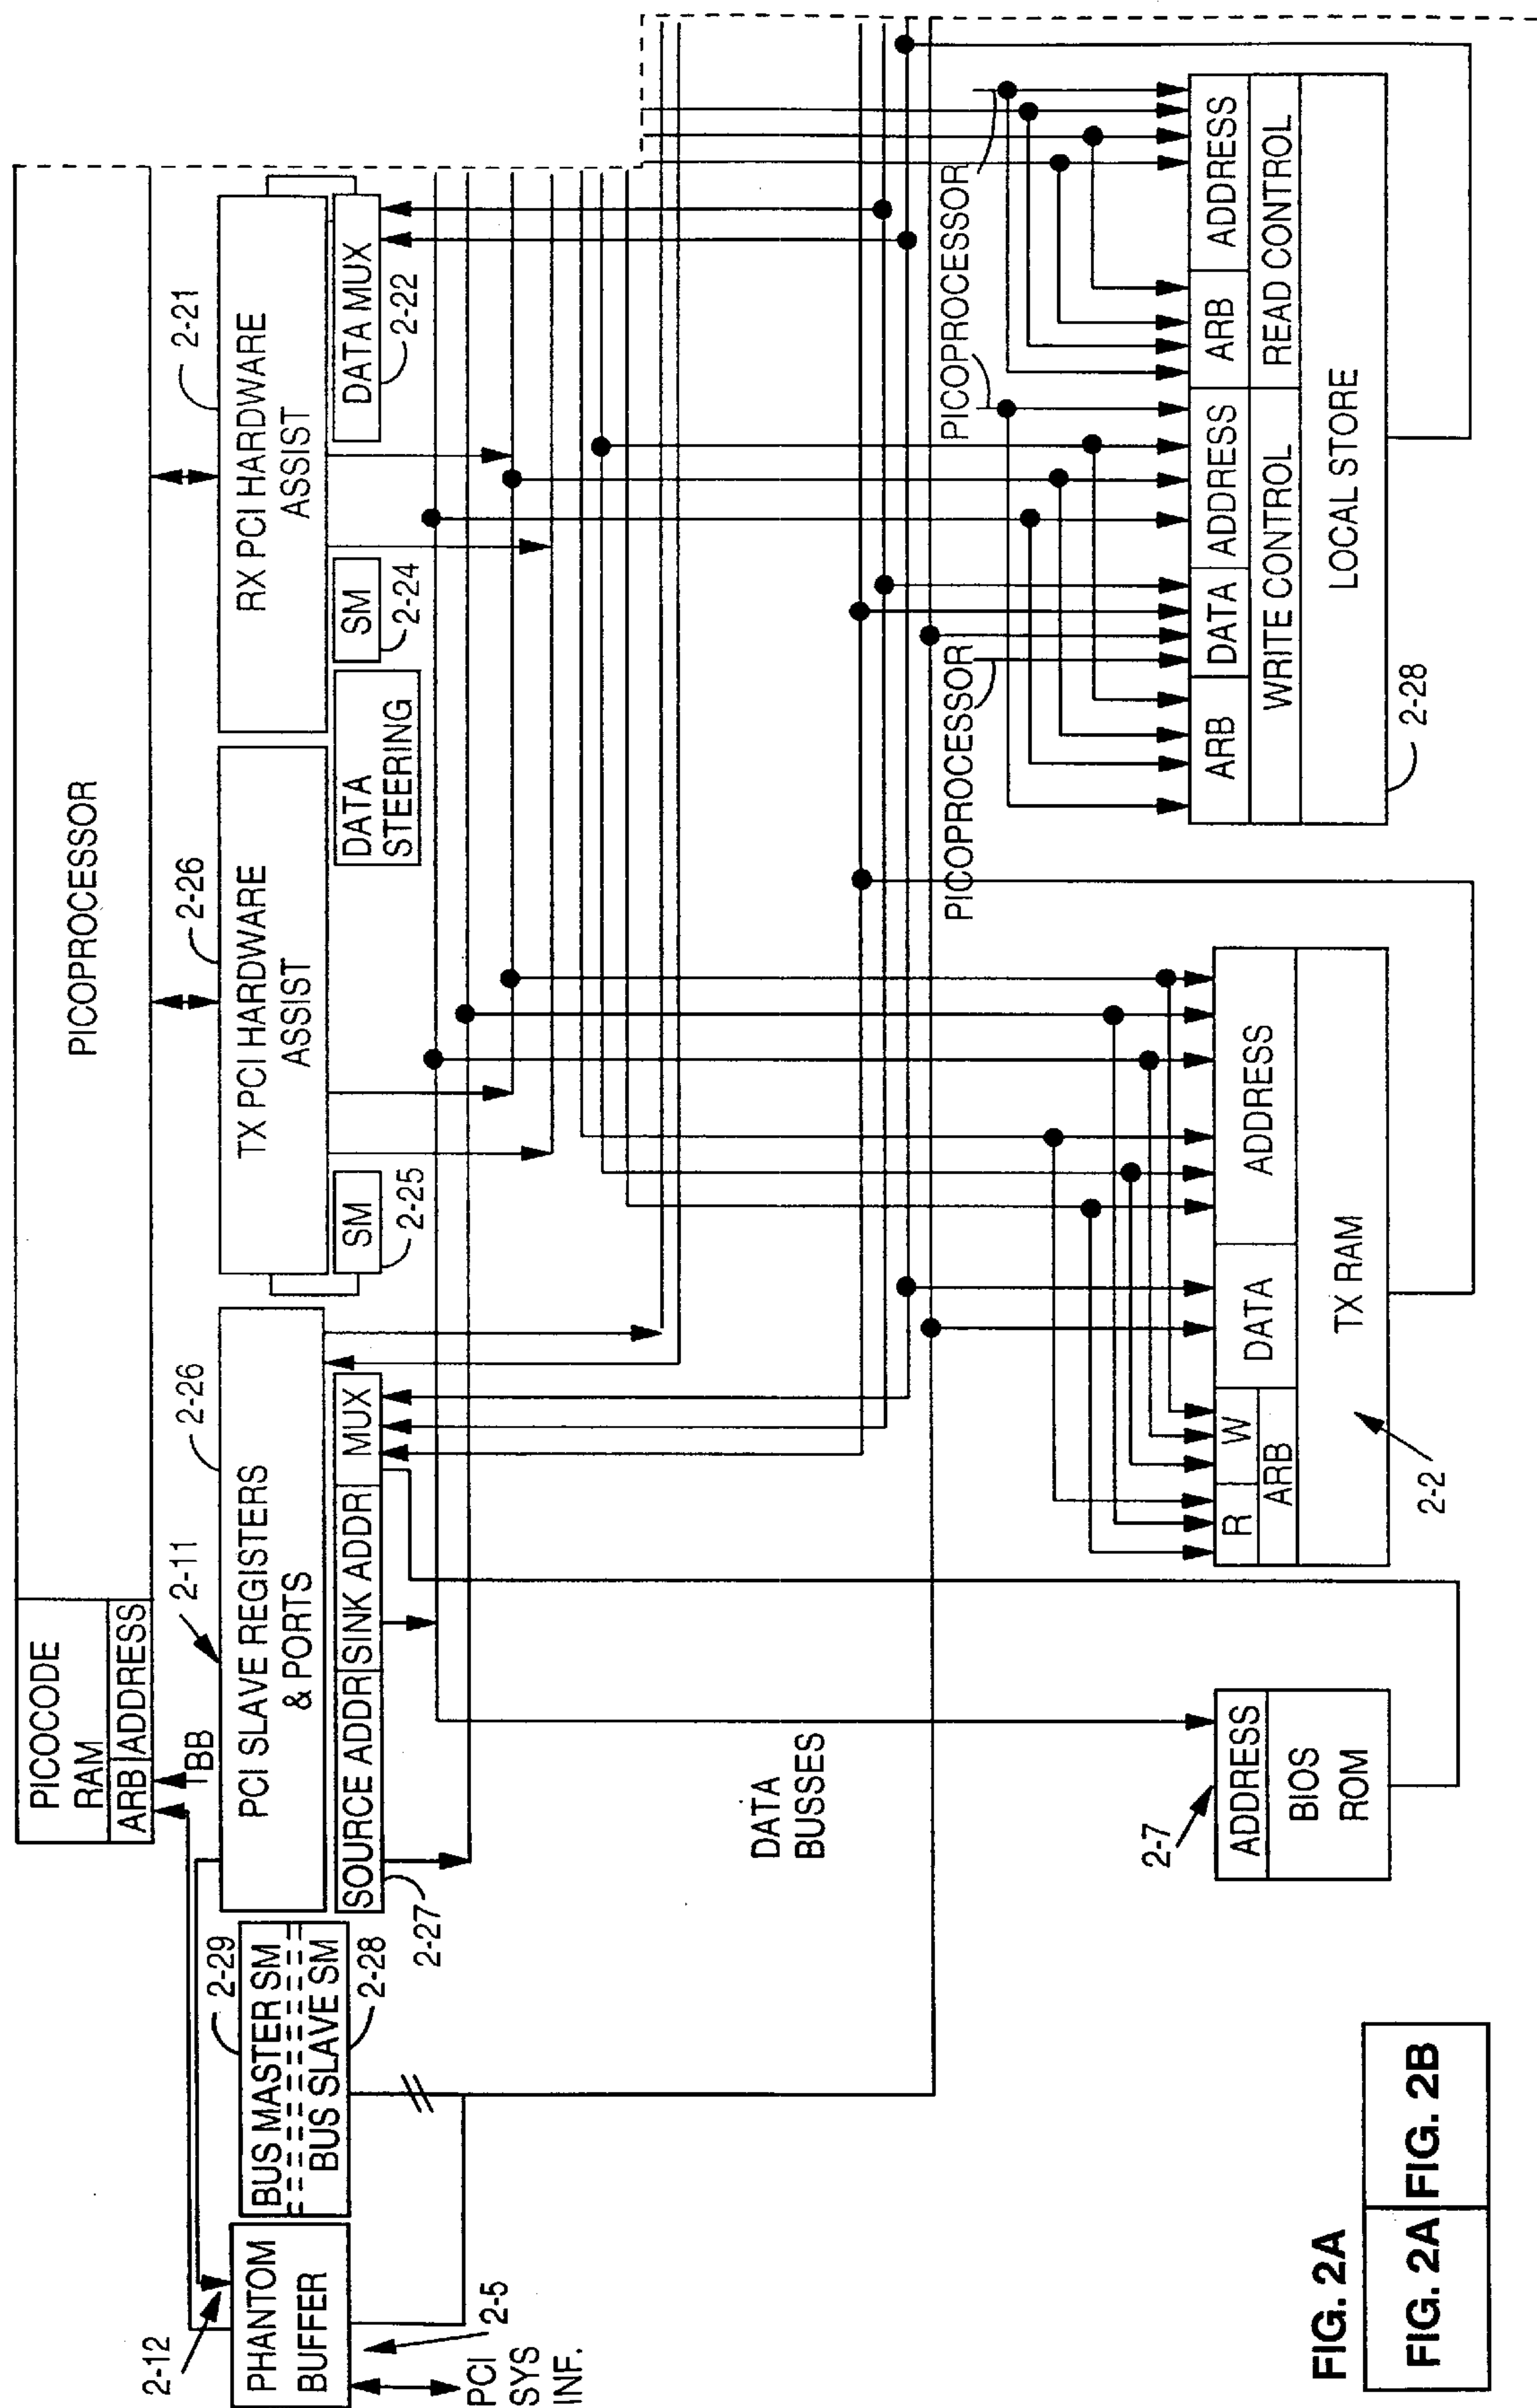 PICOPROCESSOR
PICOCODE
RAM
ARB ADDRESS
BB
2-12
2-29
2-11
2-26
2-26
2-21
PHANTOM
BUFFER
BUS MASTER SM
BUS SLAVE SM
PCI SLAVE REGISTERS
& PORTS
TX PCI HARDWARE
ASSIST
RX PCI HARDWARE
ASSIST
SOURCE ADDR SINK ADDR MUX
SM
DATA
STEERING
SM
DATA MUX
2-5
2-28
2-27
2-25
2-24
2-22
PCI
SYS
INF.
DATA
BUSSES
PICOPROCESSOR
PICOPROCESSOR
PICOPROCESSOR
2-7
ADDRESS
BIOS
ROM
R W DATA ADDRESS
ARB
TX RAM
2-2
ARB DATA ADDRESS ARB ADDRESS
WRITE CONTROL READ CONTROL
LOCAL STORE
2-28
FIG. 2A
FIG. 2A FIG. 2B